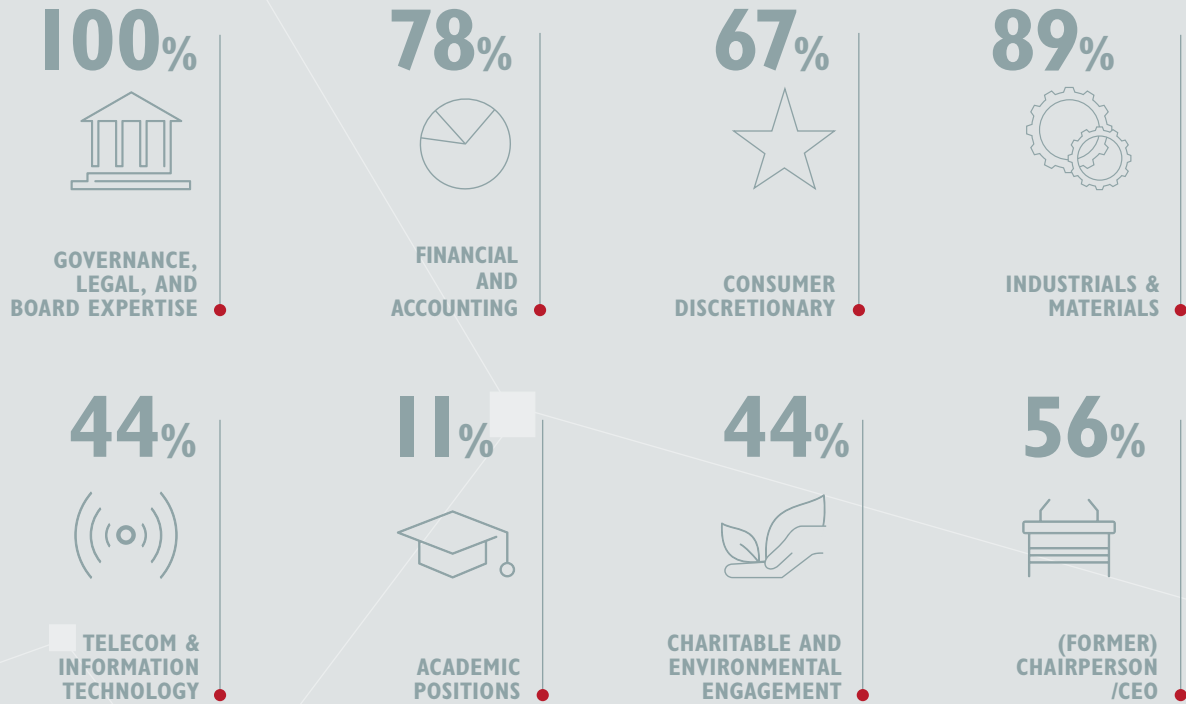 100%
GOVERNANCE,
LEGAL, AND
BOARD EXPERTISE
78%
FINANCIAL
AND
ACCOUNTING
67%
CONSUMER
DISCRETIONARY
89%
INDUSTRIALS &
MATERIALS
44%
TELECOM &
INFORMATION
TECHNOLOGY
11%
ACADEMIC
POSITIONS
44%
CHARITABLE AND
ENVIRONMENTAL
ENGAGEMENT
56%
(FORMER)
CHAIRPERSON
/CEO